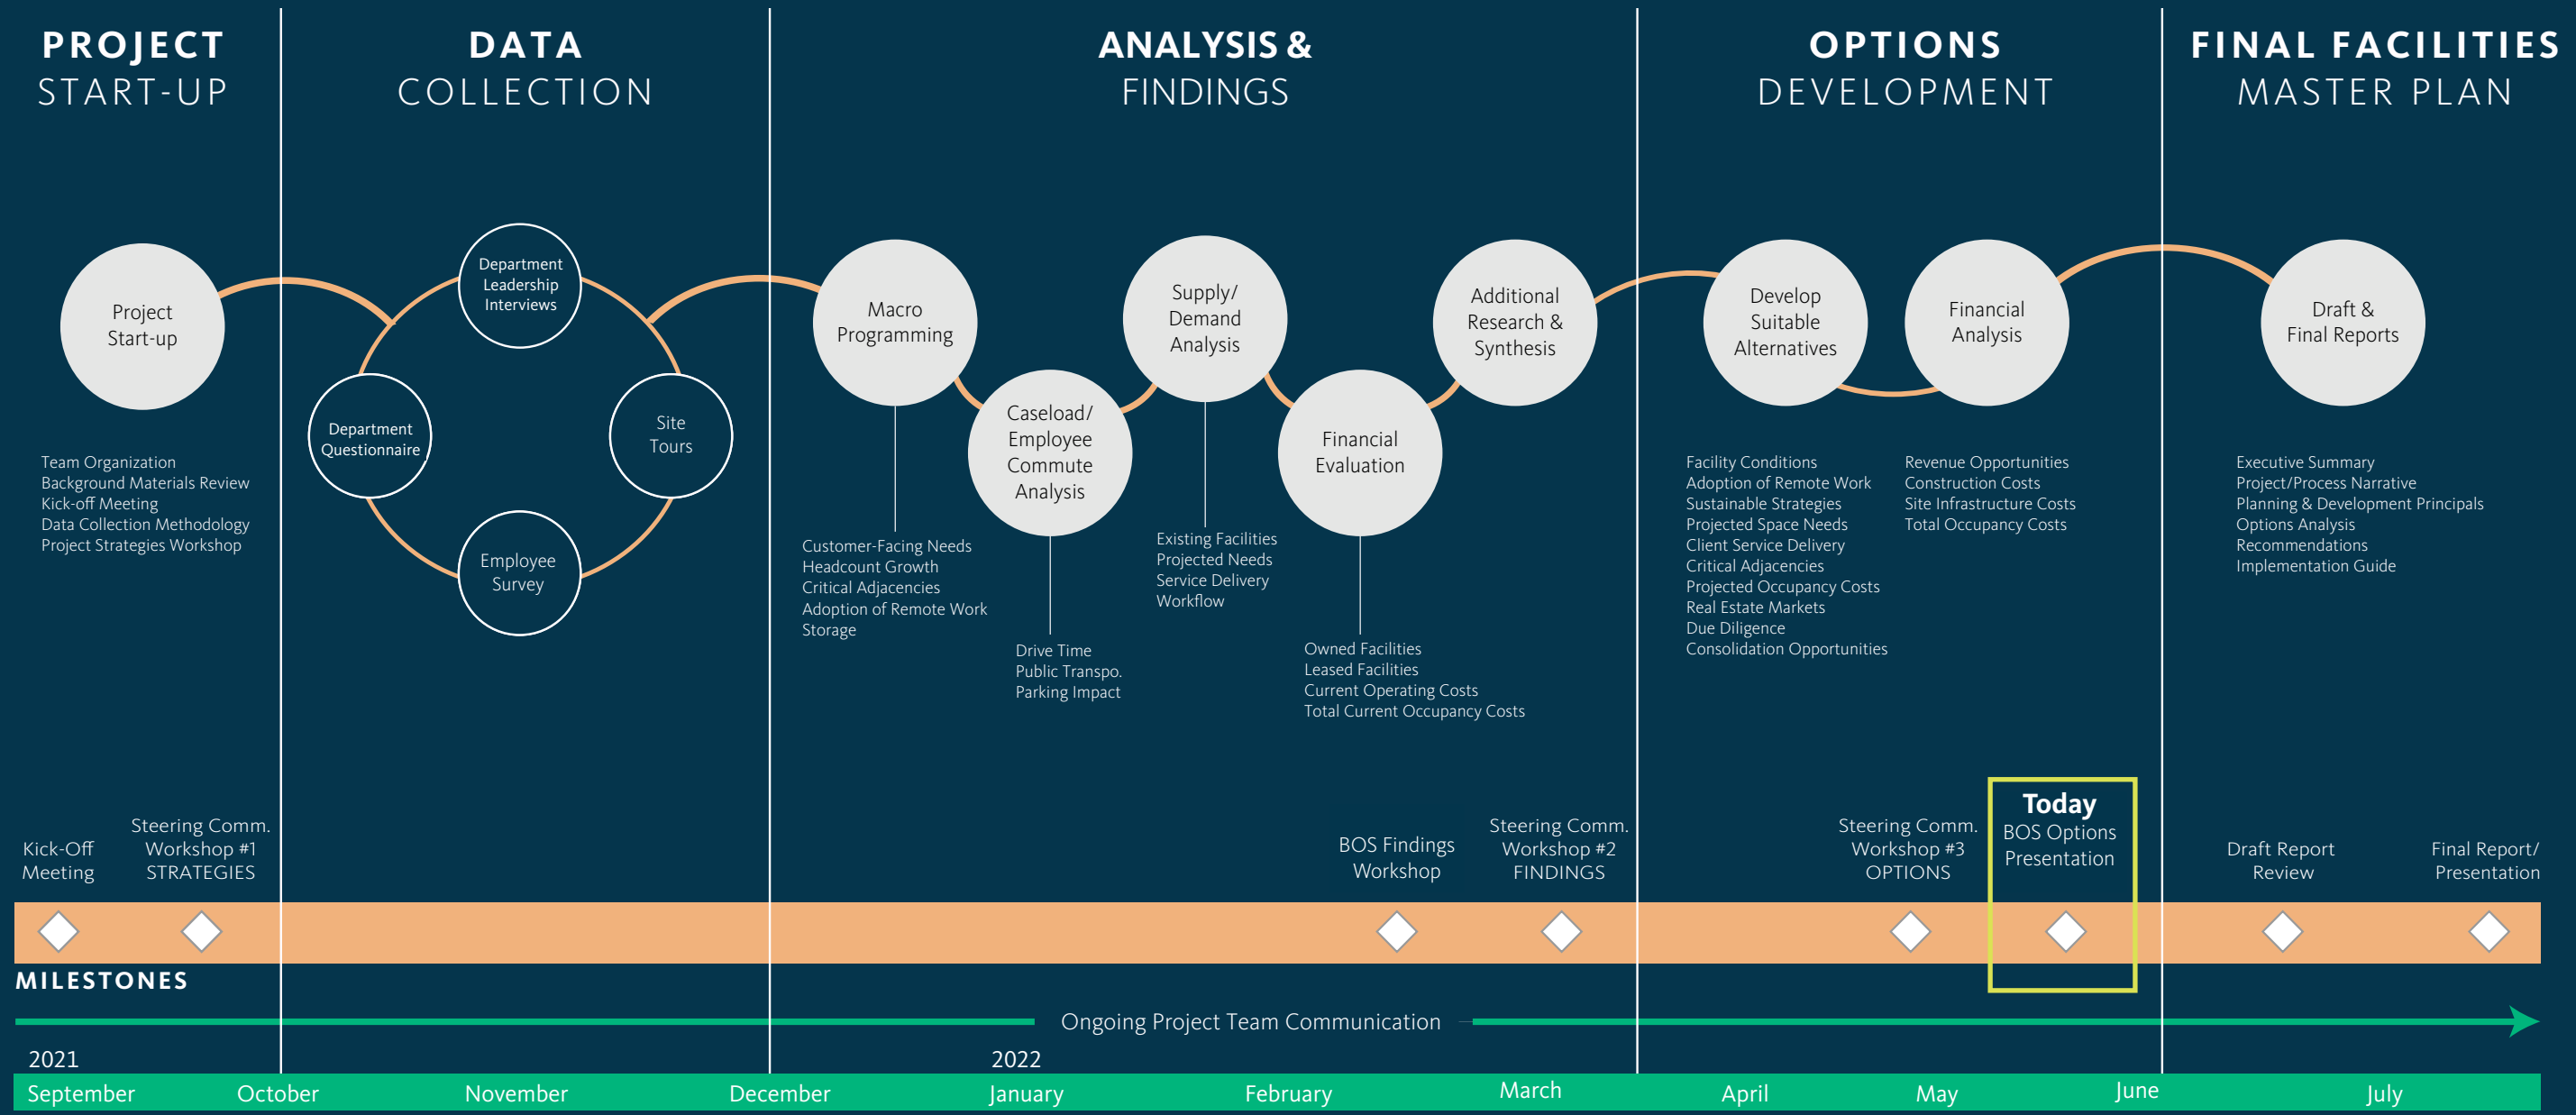 PROJECT
START-UP
DATA
COLLECTION
ANALYSIS &
FINDINGS
OPTIONS
DEVELOPMENT
FINAL FACILITIES
MASTER PLAN
Project
Start-up
Team Organization
Background Materials Review
Kick-off Meeting
Data Collection Methodology
Project Strategies Workshop
Department
Leadership
Interviews
Department
Questionnaire
Site
Tours
Employee
Survey
Macro
Programming
Customer-Facing Needs
Headcount Growth
Critical Adjacencies
Adoption of Remote Work
Storage
Caseload/
Employee
Commute
Analysis
Drive Time
Public Transpo.
Parking Impact
Supply/
Demand
Analysis
Existing Facilities
Projected Needs
Service Delivery
Workflow
Financial
Evaluation
Owned Facilities
Leased Facilities
Current Operating Costs
Total Current Occupancy Costs
Additional
Research &
Synthesis
Develop
Suitable
Alternatives
Facility Conditions
Adoption of Remote Work
Sustainable Strategies
Projected Space Needs
Client Service Delivery
Critical Adjacencies
Projected Occupancy Costs
Real Estate Markets
Due Diligence
Consolidation Opportunities
Financial
Analysis
Revenue Opportunities
Construction Costs
Site Infrastructure Costs
Total Occupancy Costs
Draft &
Final Reports
Executive Summary
Project/Process Narrative
Planning & Development Principals
Options Analysis
Recommendations
Implementation Guide
Kick-Off
Meeting
Steering Comm.
Workshop #1
STRATEGIES
BOS Findings
Workshop
Steering Comm.
Workshop #2
FINDINGS
Steering Comm.
Workshop #3
OPTIONS
Today
BOS Options
Presentation
Draft Report
Review
Final Report/
Presentation
MILESTONES
Ongoing Project Team Communication
2021
2022
September
October
November
December
January
February
March
April
May
June
July